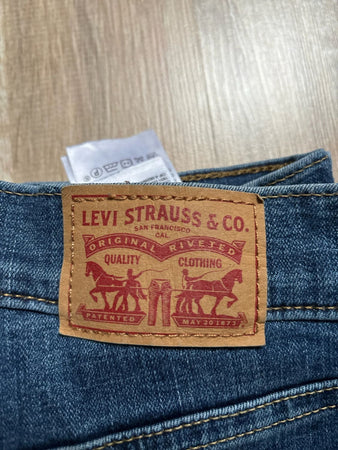 LEVI STRAUSS & CO.
SAN FRANCISCO
CAL
ORIGINAL RIVETED
QUALITY CLOTHING
PATENTED MAY 20 1873